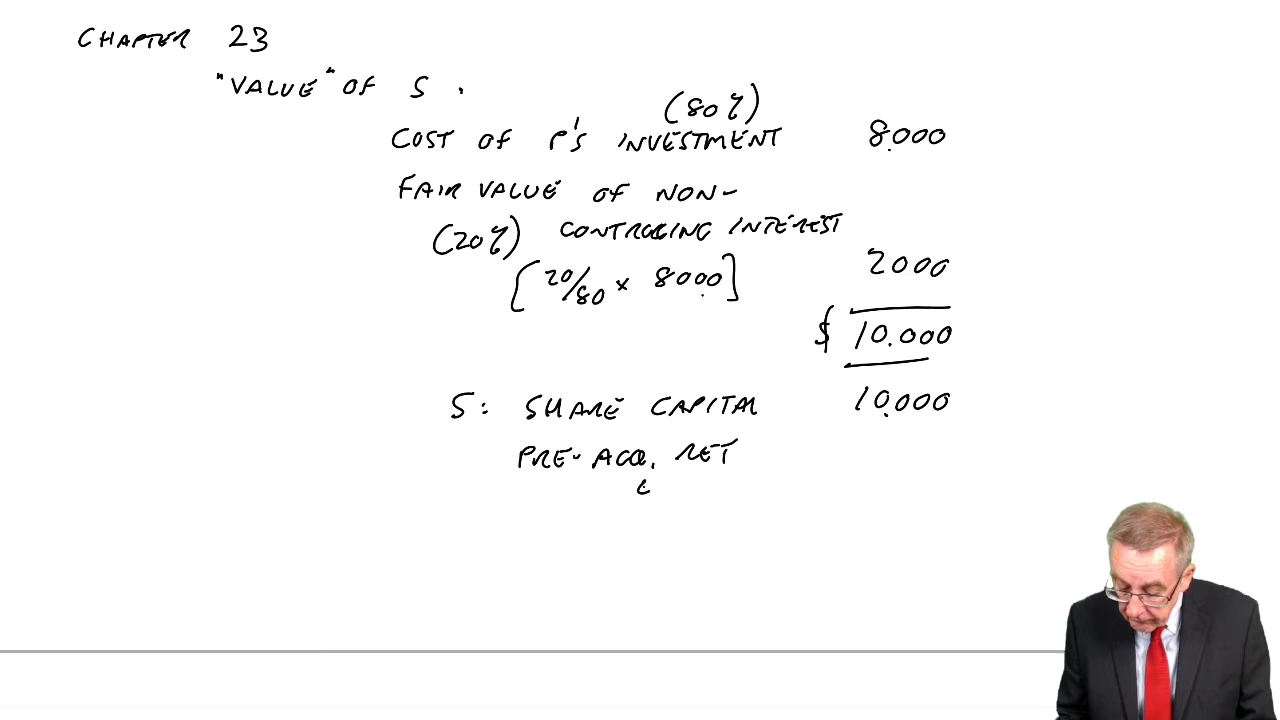 CHAPTER 23
"VALUE" OF S.
(80%)
COST OF P'S INVESTMENT 8.000
FAIR VALUE OF NON-
(20%) CONTROLLING INTEREST
[20/80 × 8000] 2000
$ 10.000
S: SHARE CAPITAL 10.000
PRE-ACQ. RET
E